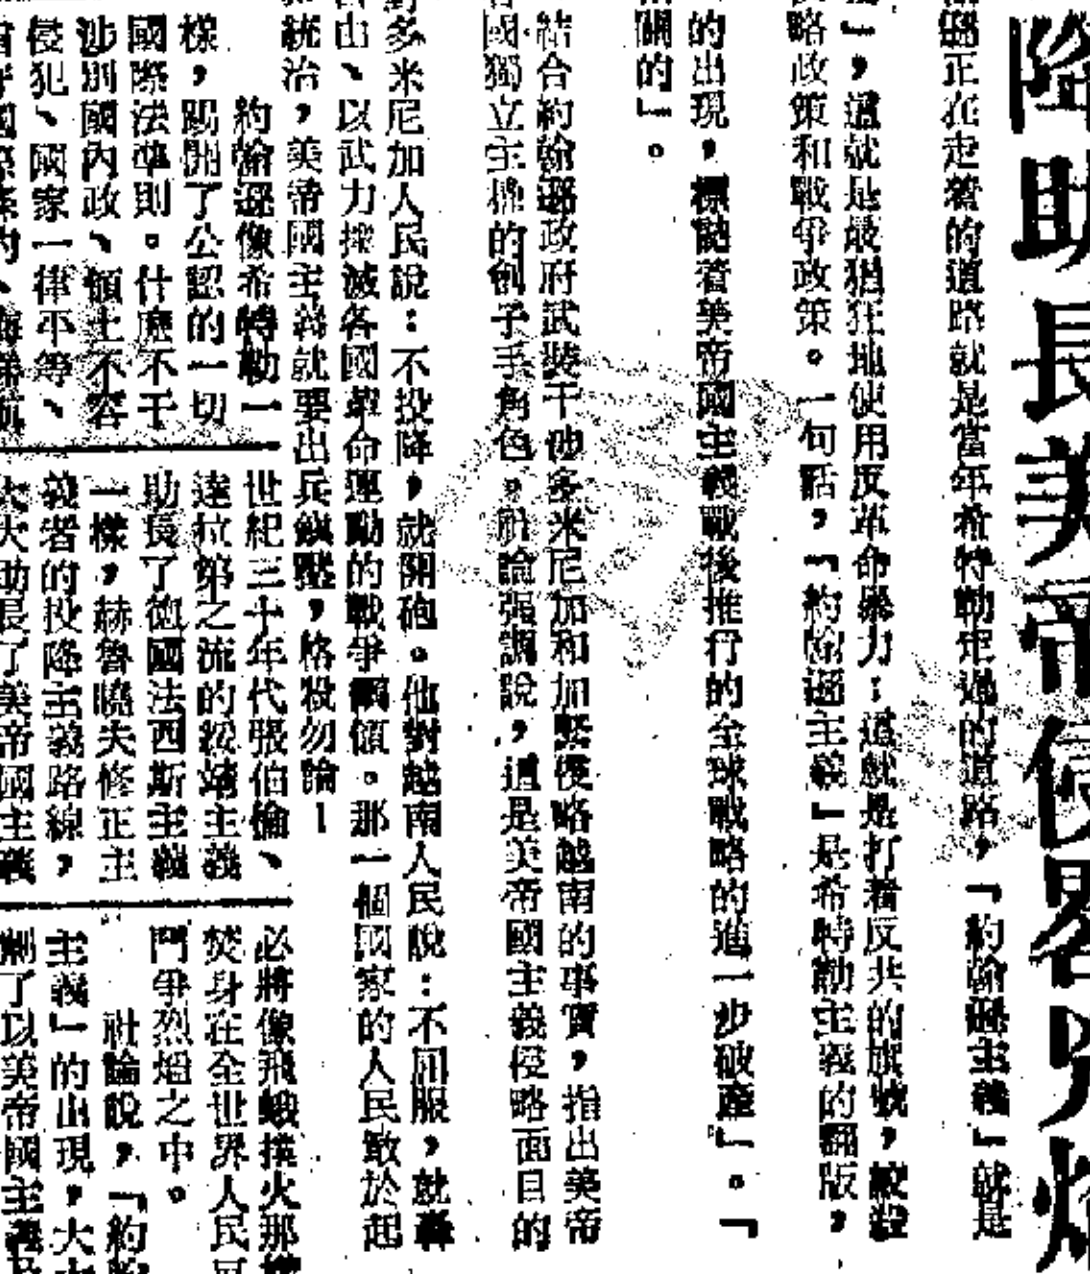 降助長美帝侵略兇焰
遜正在走着的道路就是當年希特勒走過的道路，「約翰遜主義」就是
」，這就是最猖狂地使用反革命暴力；這就是打着反共的旗號，絞殺
略政策和戰爭政策。一句話，「約翰遜主義」是希特勒主義的翻版，
的出現，標誌着美帝國主義戰後推行的全球戰略的進一步破產」。「
關的」。
結合約翰遜政府武裝干涉多米尼加和加緊侵略越南的事實，指出美帝
國獨立主權的劊子手角色。社論强調說，這是美帝國主義侵略面目的
對多米尼加人民說：不投降，就開砲。他對越南人民說：不屈服，就轟
由、以武力撲滅各國革命運動的戰爭綱領。那一個國家的人民敢於起
統治，美帝國主義就要出兵鎮壓，格殺勿論！
約翰遜像希特勒一
樣，踢開了公認的一切
國際法準則。什麼不干
涉別國內政、領土不容
侵犯、國家一律平等、
世紀三十年代張伯倫、
達拉第之流的綏靖主義
助長了德國法西斯主義
一樣，赫魯曉夫修正主
義者的投降主義路線，
大大助長了美帝國主義
必將像飛蛾撲火那樣
焚身在全世界人民
鬥爭烈焰之中。
社論說，「約翰
主義」的出現，大大
了以美帝國主義